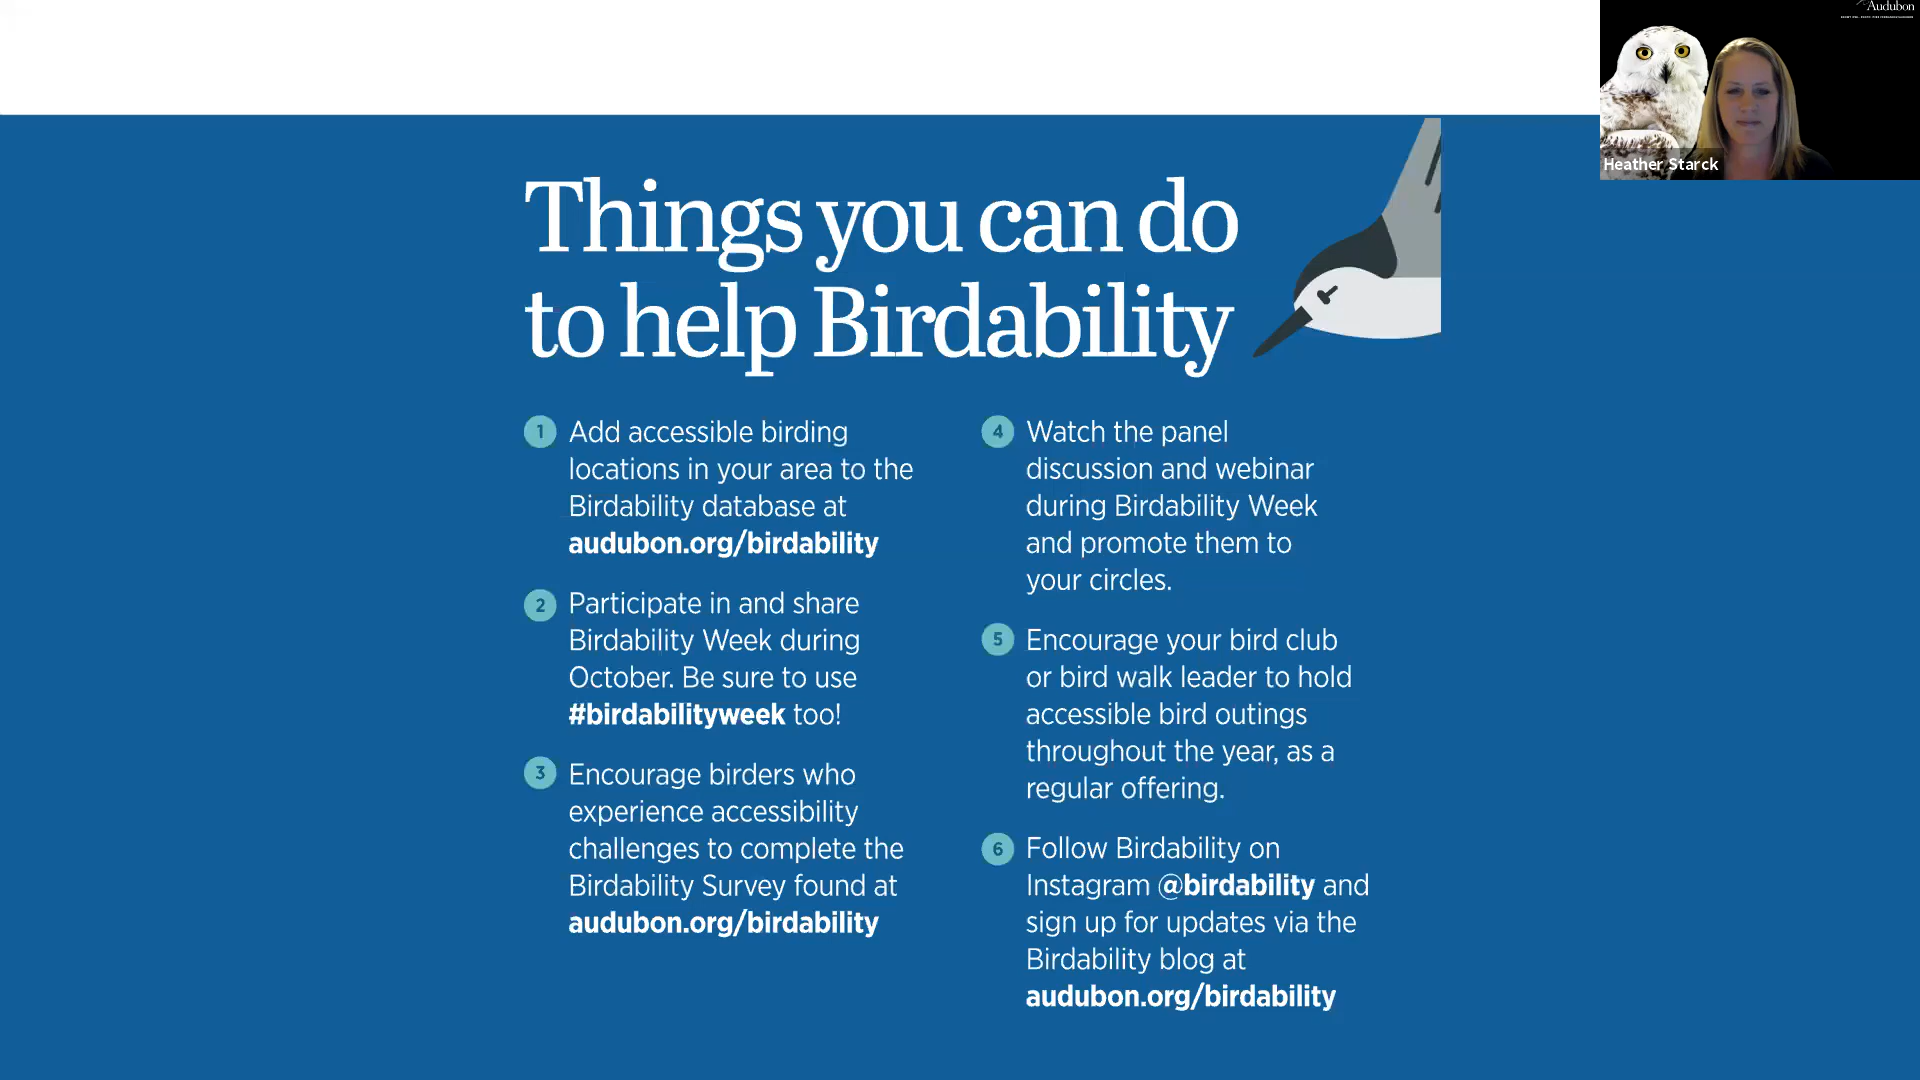 Audubon
Heather Starck
Things you can do
to help Birdability
1 Add accessible birding
locations in your area to the
Birdability database at
audubon.org/birdability
2 Participate in and share
Birdability Week during
October. Be sure to use
#birdabilityweek too!
3 Encourage birders who
experience accessibility
challenges to complete the
Birdability Survey found at
audubon.org/birdability
4 Watch the panel
discussion and webinar
during Birdability Week
and promote them to
your circles.
5 Encourage your bird club
or bird walk leader to hold
accessible bird outings
throughout the year, as a
regular offering.
6 Follow Birdability on
Instagram @birdability and
sign up for updates via the
Birdability blog at
audubon.org/birdability